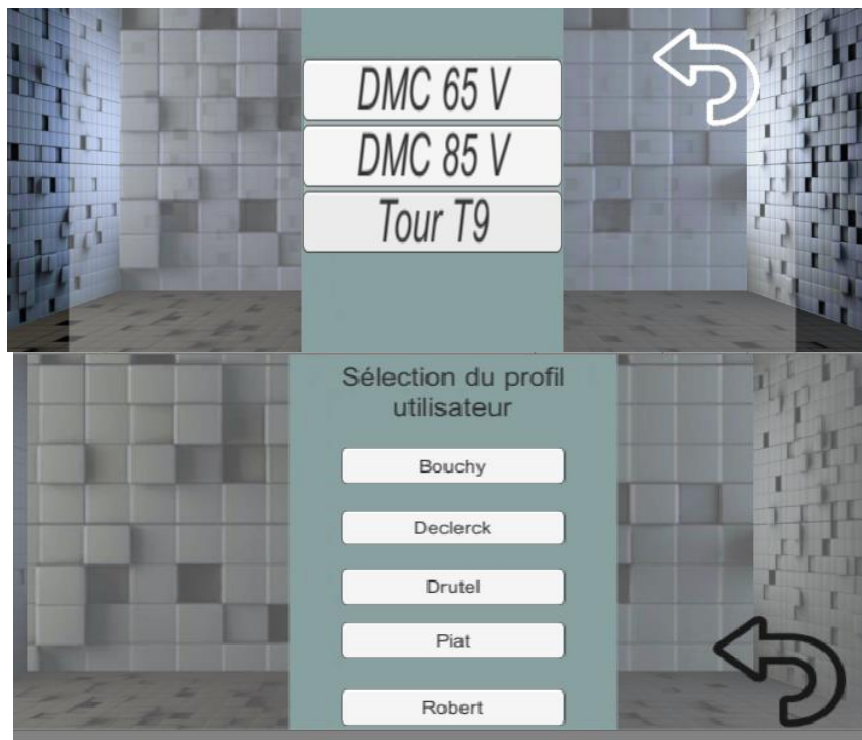 DMC 65 V
DMC 85 V
Tour T9
Sélection du profil
utilisateur
Bouchy
Declerck
Drutel
Piat
Robert